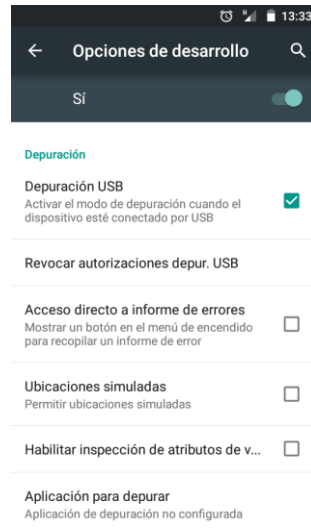 H 13:33
Opciones de desarrollo
Sí
Depuración
Depuración USB
Activar el modo de depuración cuando el
dispositivo esté conectado por USB
Revocar autorizaciones depur. USB
Acceso directo a informe de errores
Mostrar un botón en el menú de encendido
para recopilar un informe de error
Ubicaciones simuladas
Permitir ubicaciones simuladas
Habilitar inspección de atributos de v...
Aplicación para depurar
Aplicación de depuración no configurada